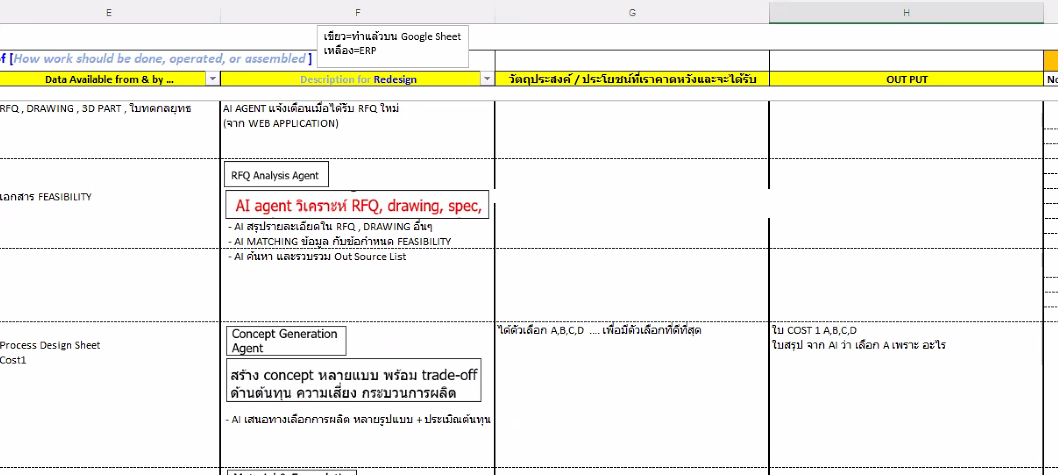 E F G H
เขียว=ทำแล้วบน Google Sheet
เหลือง=ERP
f [How work should be done, operated, or assembled ]
Data Available from & by ... Description for Redesign วัตถุประสงค์ / ประโยชน์ที่เราคาดหวังและจะได้รับ OUT PUT No
RFQ , DRAWING , 3D PART , ใบทดกลยุทธ AI AGENT แจ้งเตือนเมื่อได้รับ RFQ ใหม่
(จาก WEB APPLICATION)
RFQ Analysis Agent
เอกสาร FEASIBILITY
AI agent วิเคราะห์ RFQ, drawing, spec,
- AI สรุปรายละเอียดใน RFQ , DRAWING อื่นๆ
- AI MATCHING ข้อมูล กับข้อกำหนด FEASIBILITY
- AI ค้นหา และรวบรวม Out Source List
Concept Generation
Agent
ได้ตัวเลือก A,B,C,D .... เพื่อมีตัวเลือกที่ดีที่สุด ใบ COST 1 A,B,C,D
Process Design Sheet ใบสรุป จาก AI ว่า เลือก A เพราะ อะไร
Cost1
สร้าง concept หลายแบบ พร้อม trade-off
ด้านต้นทุน ความเสี่ยง กระบวนการผลิต
- AI เสนอทางเลือกการผลิต หลายรูปแบบ + ประเมิณต้นทุน